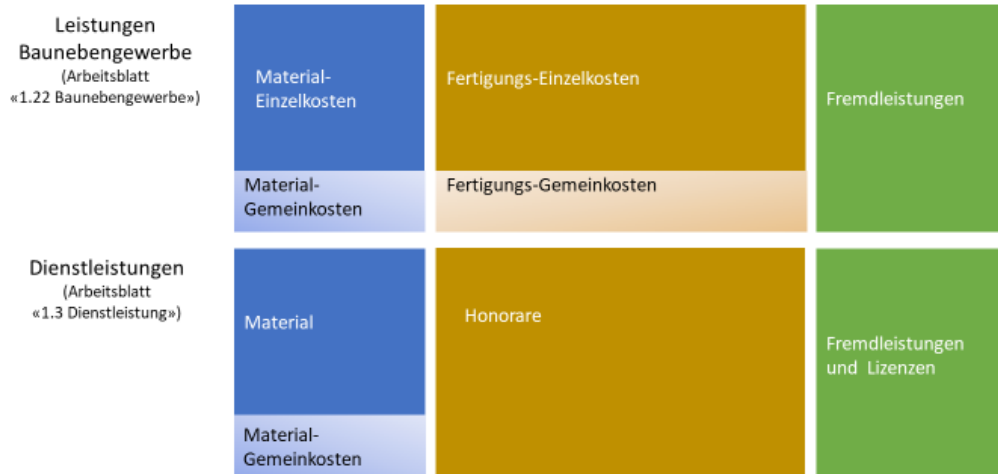 Leistungen
Baunebengewerbe
(Arbeitsblatt
«1.22 Baunebengewerbe»)
Material-
Einzelkosten
Fertigungs-Einzelkosten
Fremdleistungen
Material-
Gemeinkosten
Fertigungs-Gemeinkosten
Dienstleistungen
(Arbeitsblatt
«1.3 Dienstleistung»)
Material
Honorare
Fremdleistungen
und Lizenzen
Material-
Gemeinkosten